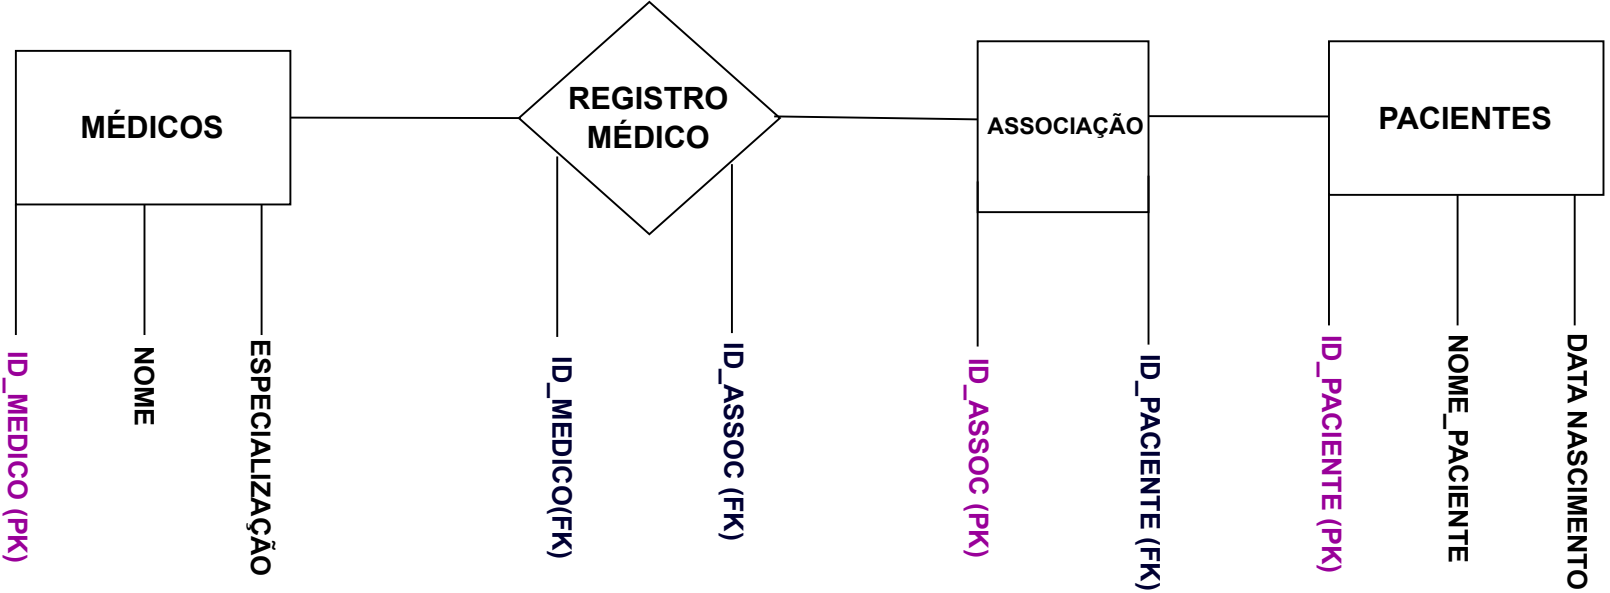 MÉDICOS
REGISTRO
MÉDICO
ASSOCIAÇÃO
PACIENTES
ID_MEDICO (PK)
NOME
ESPECIALIZAÇÃO
ID_MEDICO(FK)
ID_ASSOC (FK)
ID_ASSOC (PK)
ID_PACIENTE (FK)
ID_PACIENTE (PK)
NOME_PACIENTE
DATA NASCIMENTO